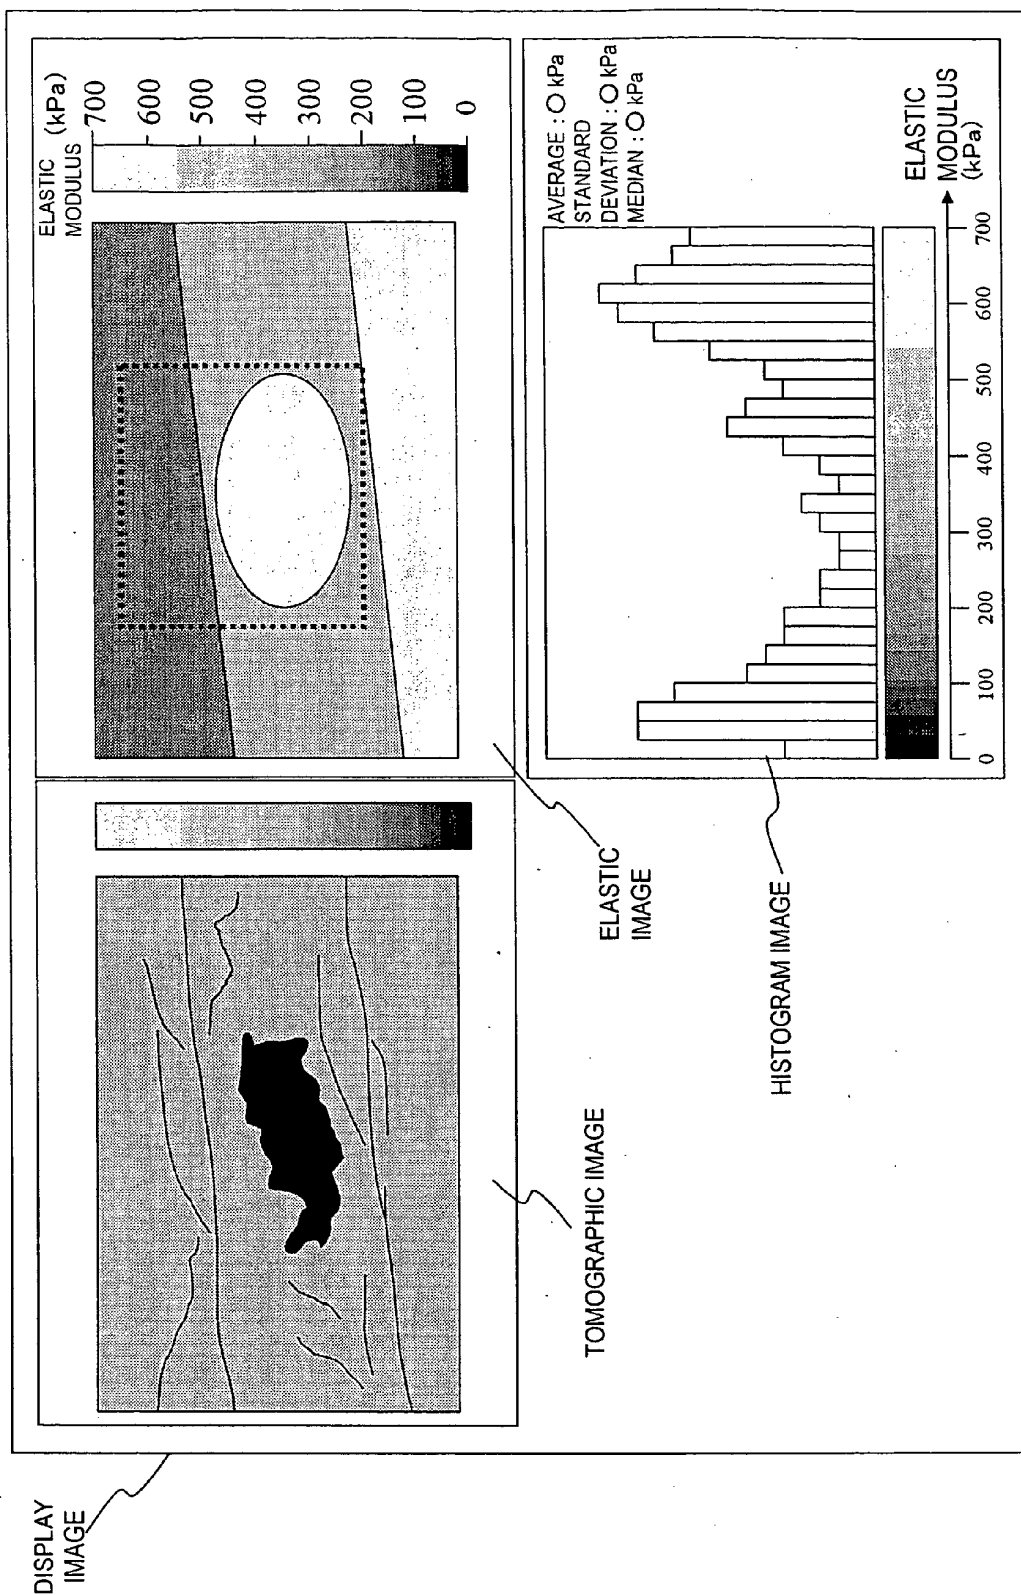 DISPLAY
IMAGE
TOMOGRAPHIC IMAGE
ELASTIC
IMAGE
ELASTIC
MODULUS
(kPa)
700
600
500
400
300
200
100
0
HISTOGRAM IMAGE
AVERAGE : ○ kPa
STANDARD
DEVIATION : ○ kPa
MEDIAN : ○ kPa
0
100
200
300
400
500
600
700
ELASTIC
MODULUS
(kPa)